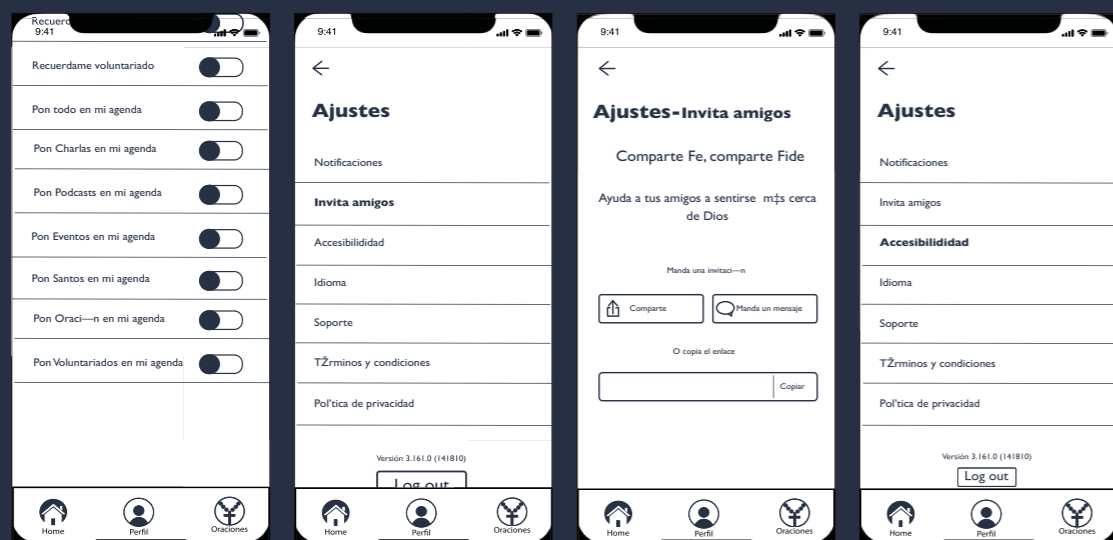 Recuerd
9:41
Recuerdame voluntariado
Pon todo en mi agenda
Pon Charlas en mi agenda
Pon Podcasts en mi agenda
Pon Eventos en mi agenda
Pon Santos en mi agenda
Pon Oraci—n en mi agenda
Pon Voluntariados en mi agenda
Home
Perfil
Oraciones
9:41
Ajustes
Notificaciones
Invita amigos
Accesibilididad
Idioma
Soporte
TŽrminos y condiciones
Pol'tica de privacidad
Versión 3.161.0 (141810)
Log out
Home
Perfil
Oraciones
9:41
Ajustes-Invita amigos
Comparte Fe, comparte Fide
Ayuda a tus amigos a sentirse m‡s cerca
de Dios
Manda una invitaci—n
Comparte
Manda un mensaje
O copia el enlace
Copiar
Home
Perfil
Oraciones
9:41
Ajustes
Notificaciones
Invita amigos
Accesibilididad
Idioma
Soporte
TŽrminos y condiciones
Pol'tica de privacidad
Versión 3.161.0 (141810)
Log out
Home
Perfil
Oraciones